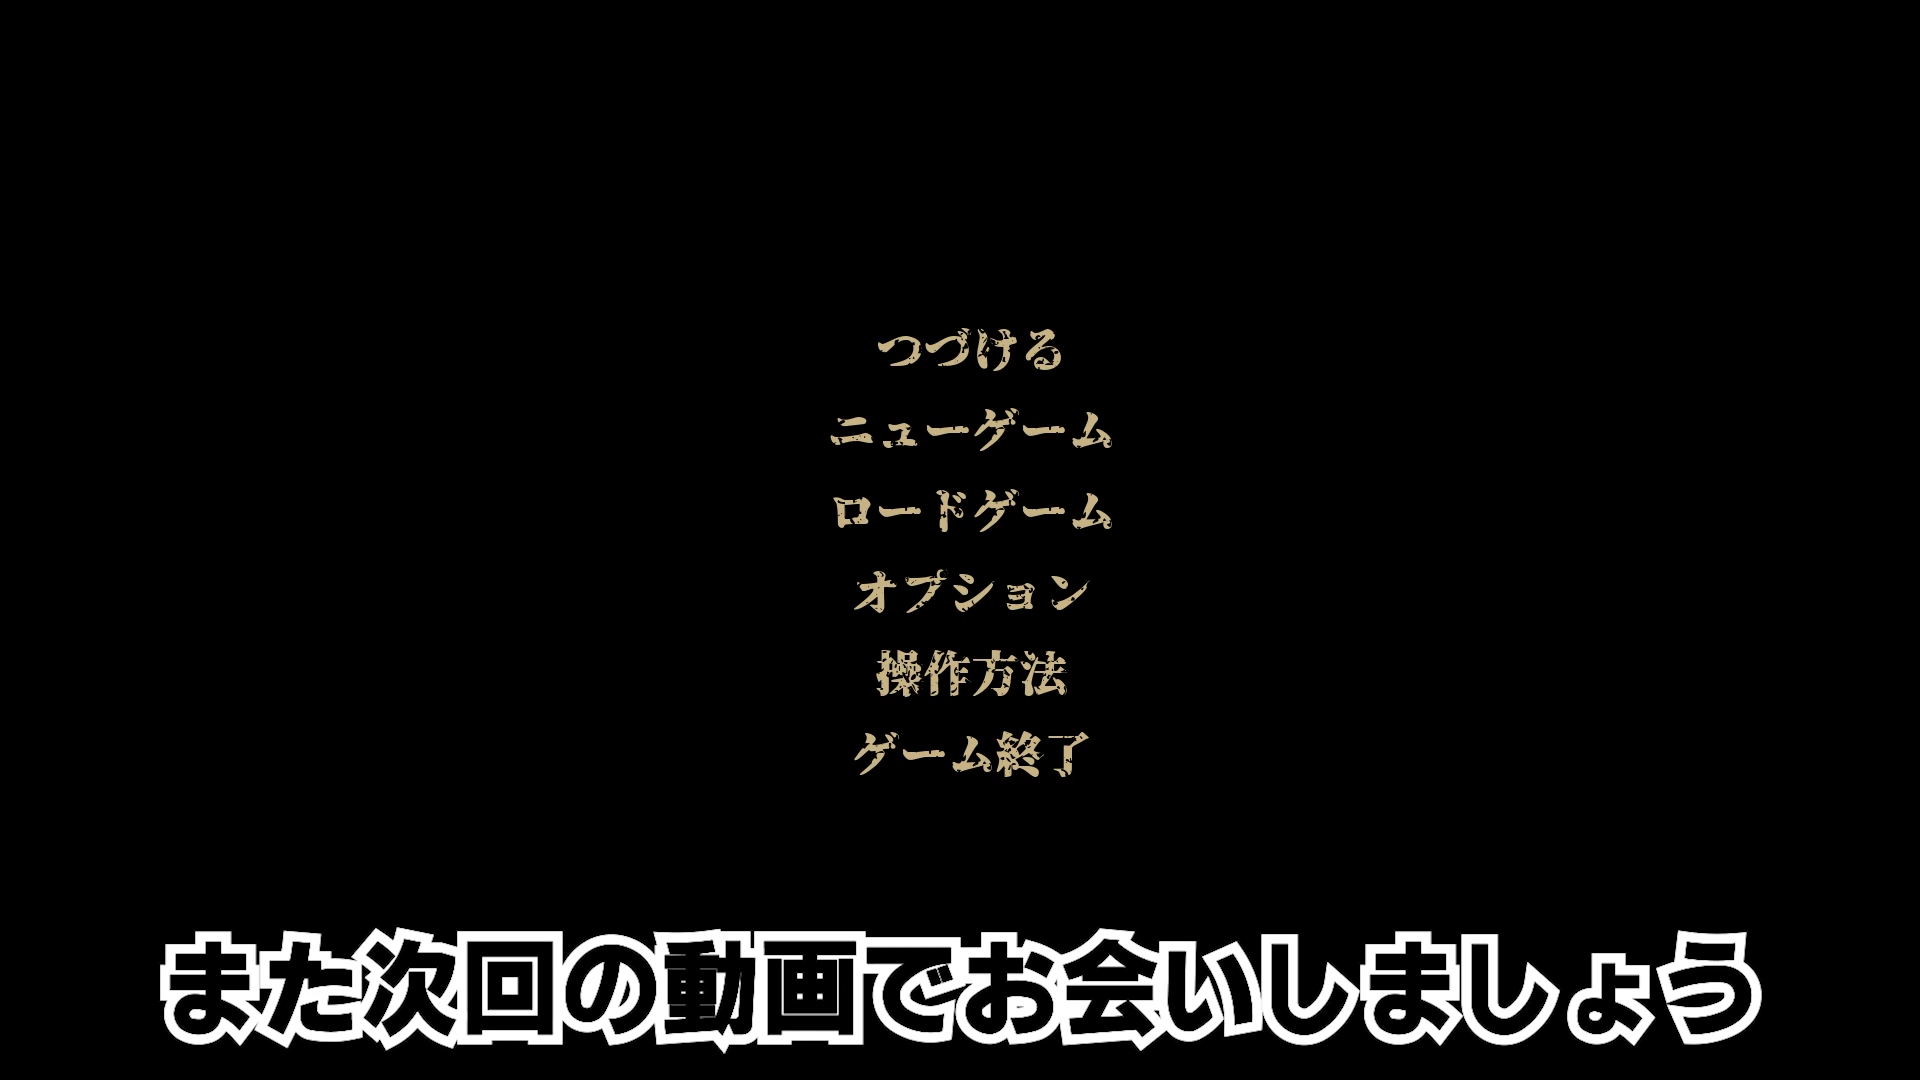 つづける
ニューゲーム
ロードゲーム
オプション
操作方法
ゲーム終了
また次回の動画でお会いしましょう